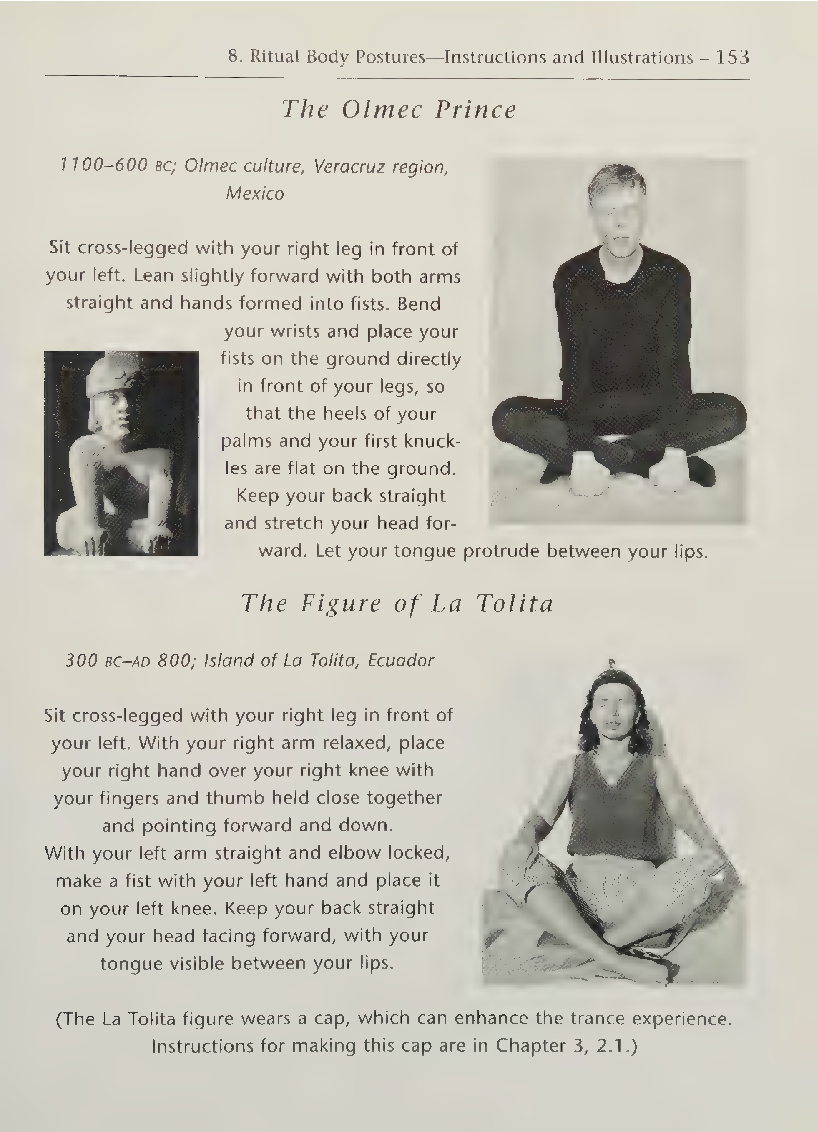 8. Ritual Body Postures—Instructions and Illustrations – 153
The Olmec Prince
1100–600 BC; Olmec culture, Veracruz region,
Mexico
Sit cross-legged with your right leg in front of
your left. Lean slightly forward with both arms
straight and hands formed into fists. Bend
your wrists and place your
fists on the ground directly
in front of your legs, so
that the heels of your
palms and your first knuck-
les are flat on the ground.
Keep your back straight
and stretch your head for-
ward. Let your tongue protrude between your lips.
The Figure of La Tolita
300 BC–AD 800; Island of La Tolita, Ecuador
Sit cross-legged with your right leg in front of
your left. With your right arm relaxed, place
your right hand over your right knee with
your fingers and thumb held close together
and pointing forward and down.
With your left arm straight and elbow locked,
make a fist with your left hand and place it
on your left knee. Keep your back straight
and your head facing forward, with your
tongue visible between your lips.
(The La Tolita figure wears a cap, which can enhance the trance experience.
Instructions for making this cap are in Chapter 3, 2.1.)